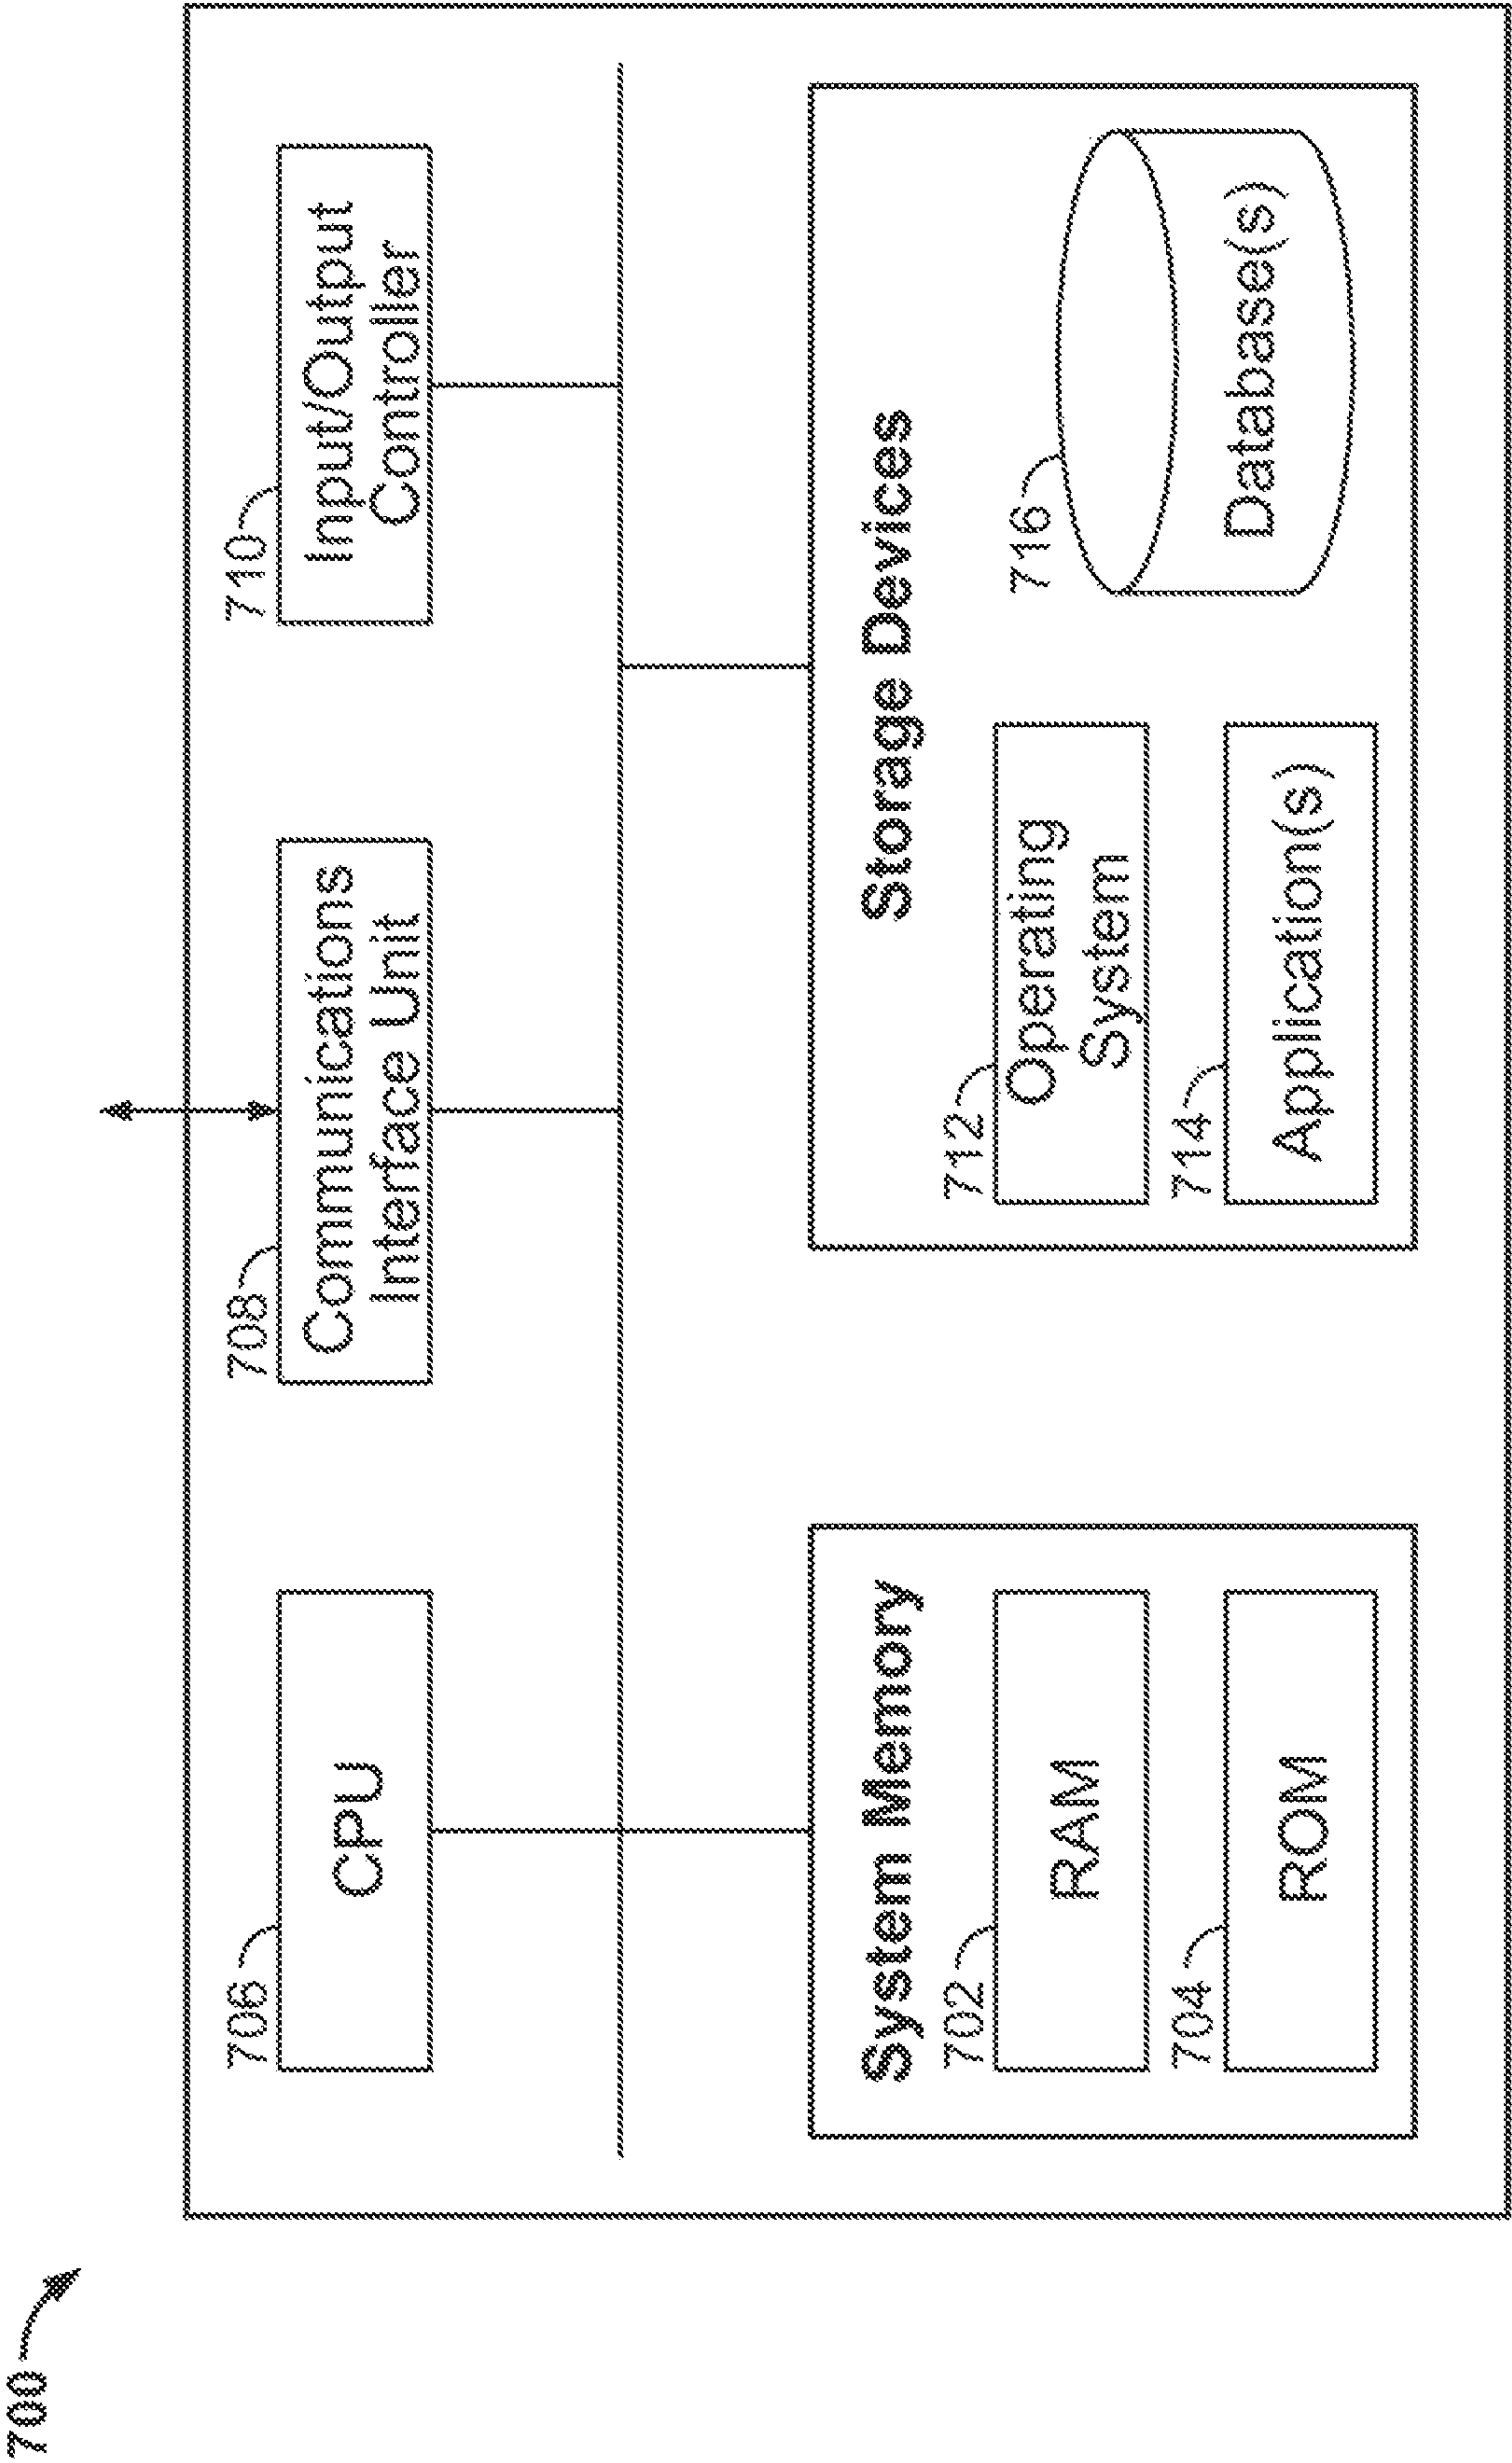 700
706
CPU
708
Communications
Interface Unit
710
Input/Output
Controller
System Memory
702
RAM
704
ROM
Storage Devices
712
Operating
System
714
Application(s)
716
Database(s)